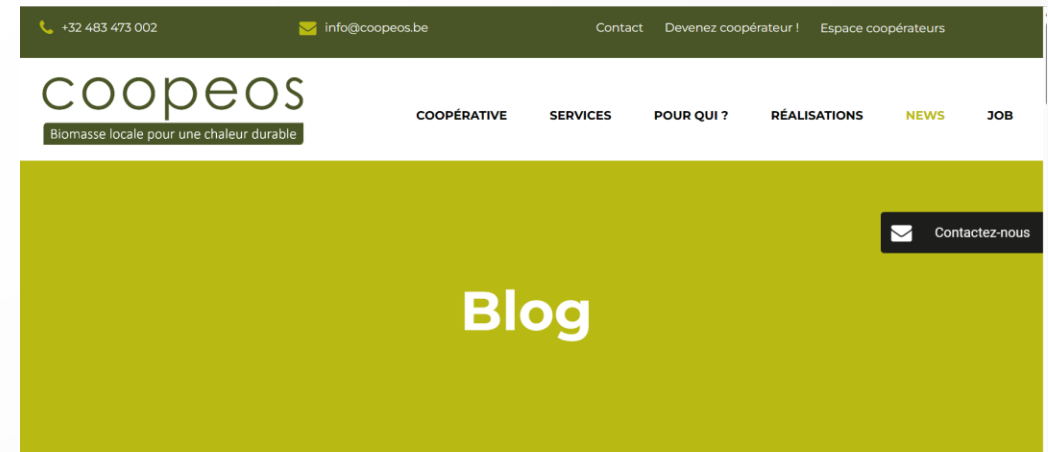 +32 483 473 002 info@coopeos.be Contact Devenez coopérateur ! Espace coopérateurs
coopeos
Biomasse locale pour une chaleur durable
COOPÉRATIVE SERVICES POUR QUI ? RÉALISATIONS NEWS JOB
Contactez-nous
Blog